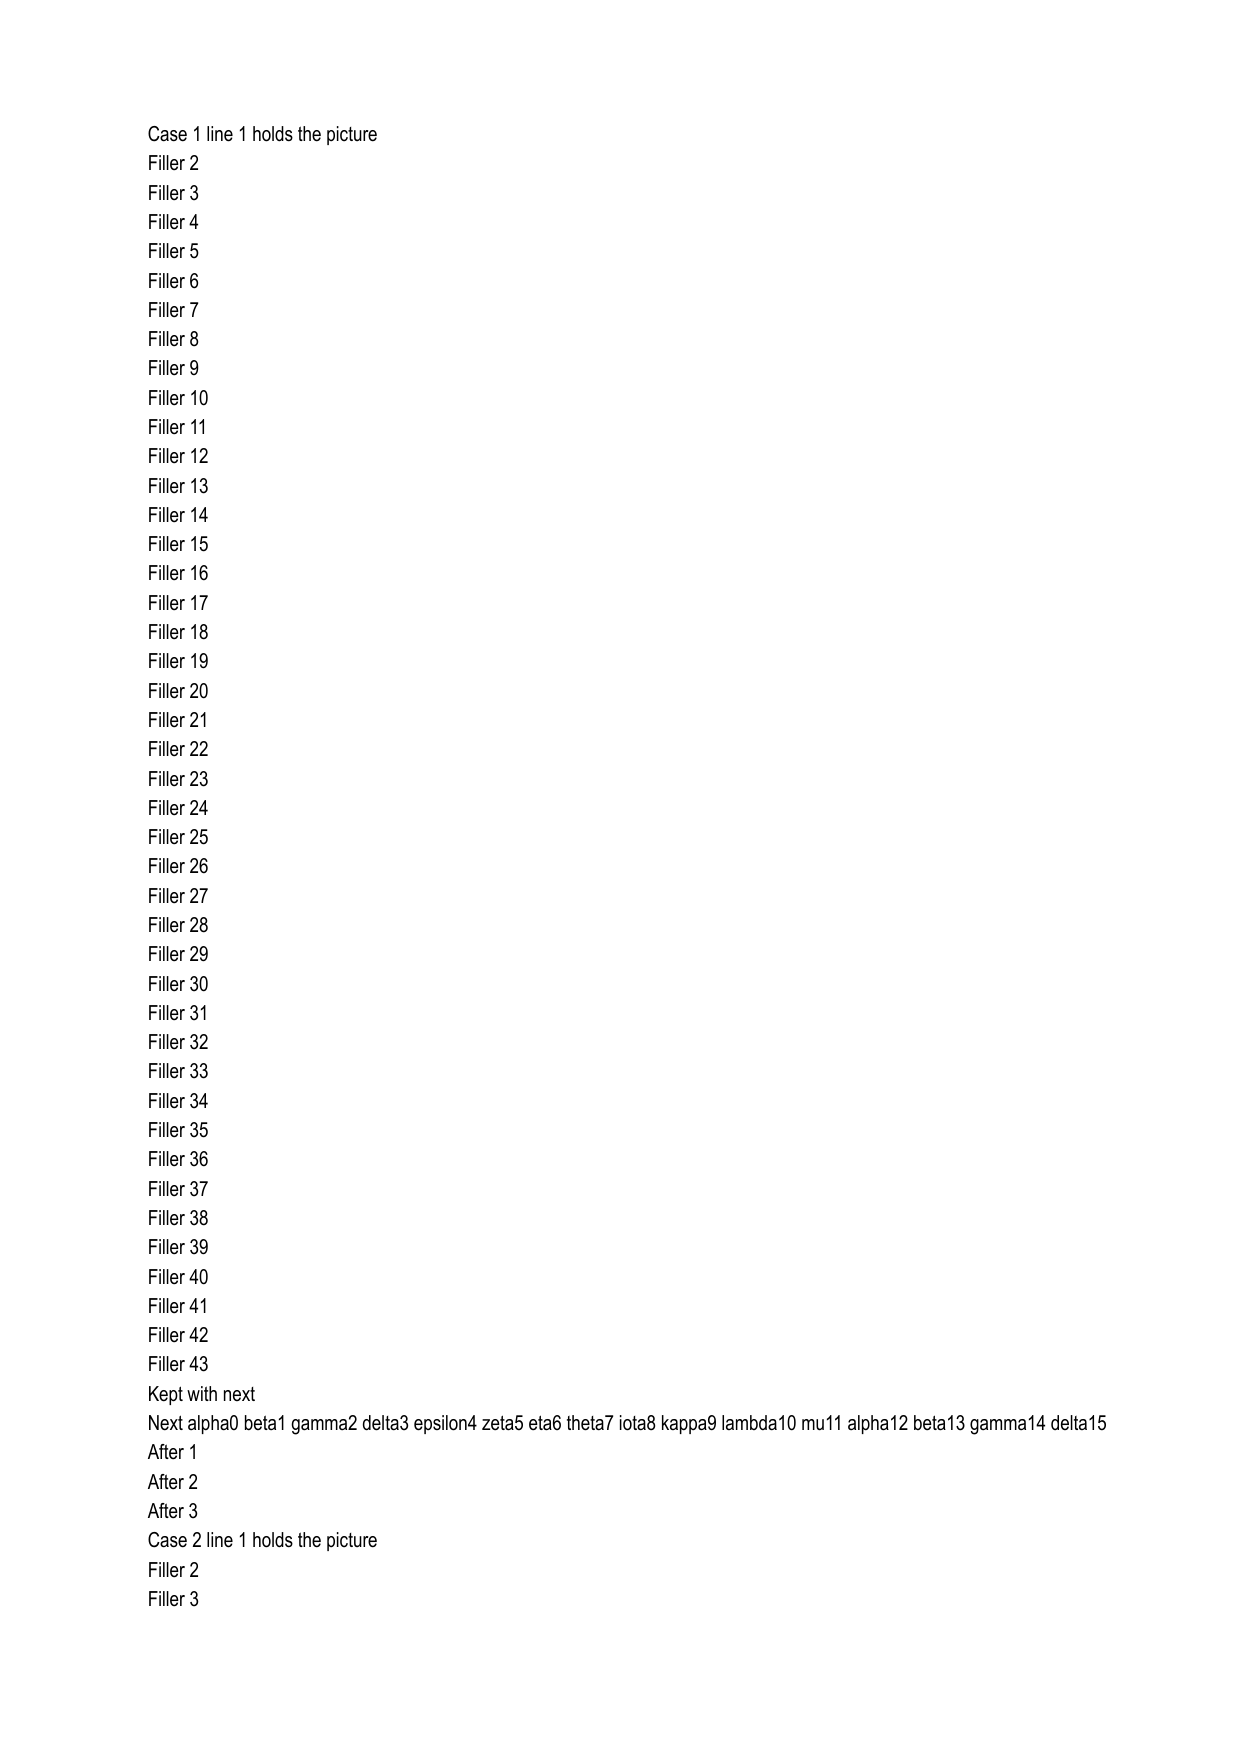 Case 1 line 1 holds the picture
Filler 2
Filler 3
Filler 4
Filler 5
Filler 6
Filler 7
Filler 8
Filler 9
Filler 10
Filler 11
Filler 12
Filler 13
Filler 14
Filler 15
Filler 16
Filler 17
Filler 18
Filler 19
Filler 20
Filler 21
Filler 22
Filler 23
Filler 24
Filler 25
Filler 26
Filler 27
Filler 28
Filler 29
Filler 30
Filler 31
Filler 32
Filler 33
Filler 34
Filler 35
Filler 36
Filler 37
Filler 38
Filler 39
Filler 40
Filler 41
Filler 42
Filler 43
Kept with next
Next alpha0 beta1 gamma2 delta3 epsilon4 zeta5 eta6 theta7 iota8 kappa9 lambda10 mu11 alpha12 beta13 gamma14 delta15
After 1
After 2
After 3
Case 2 line 1 holds the picture
Filler 2
Filler 3